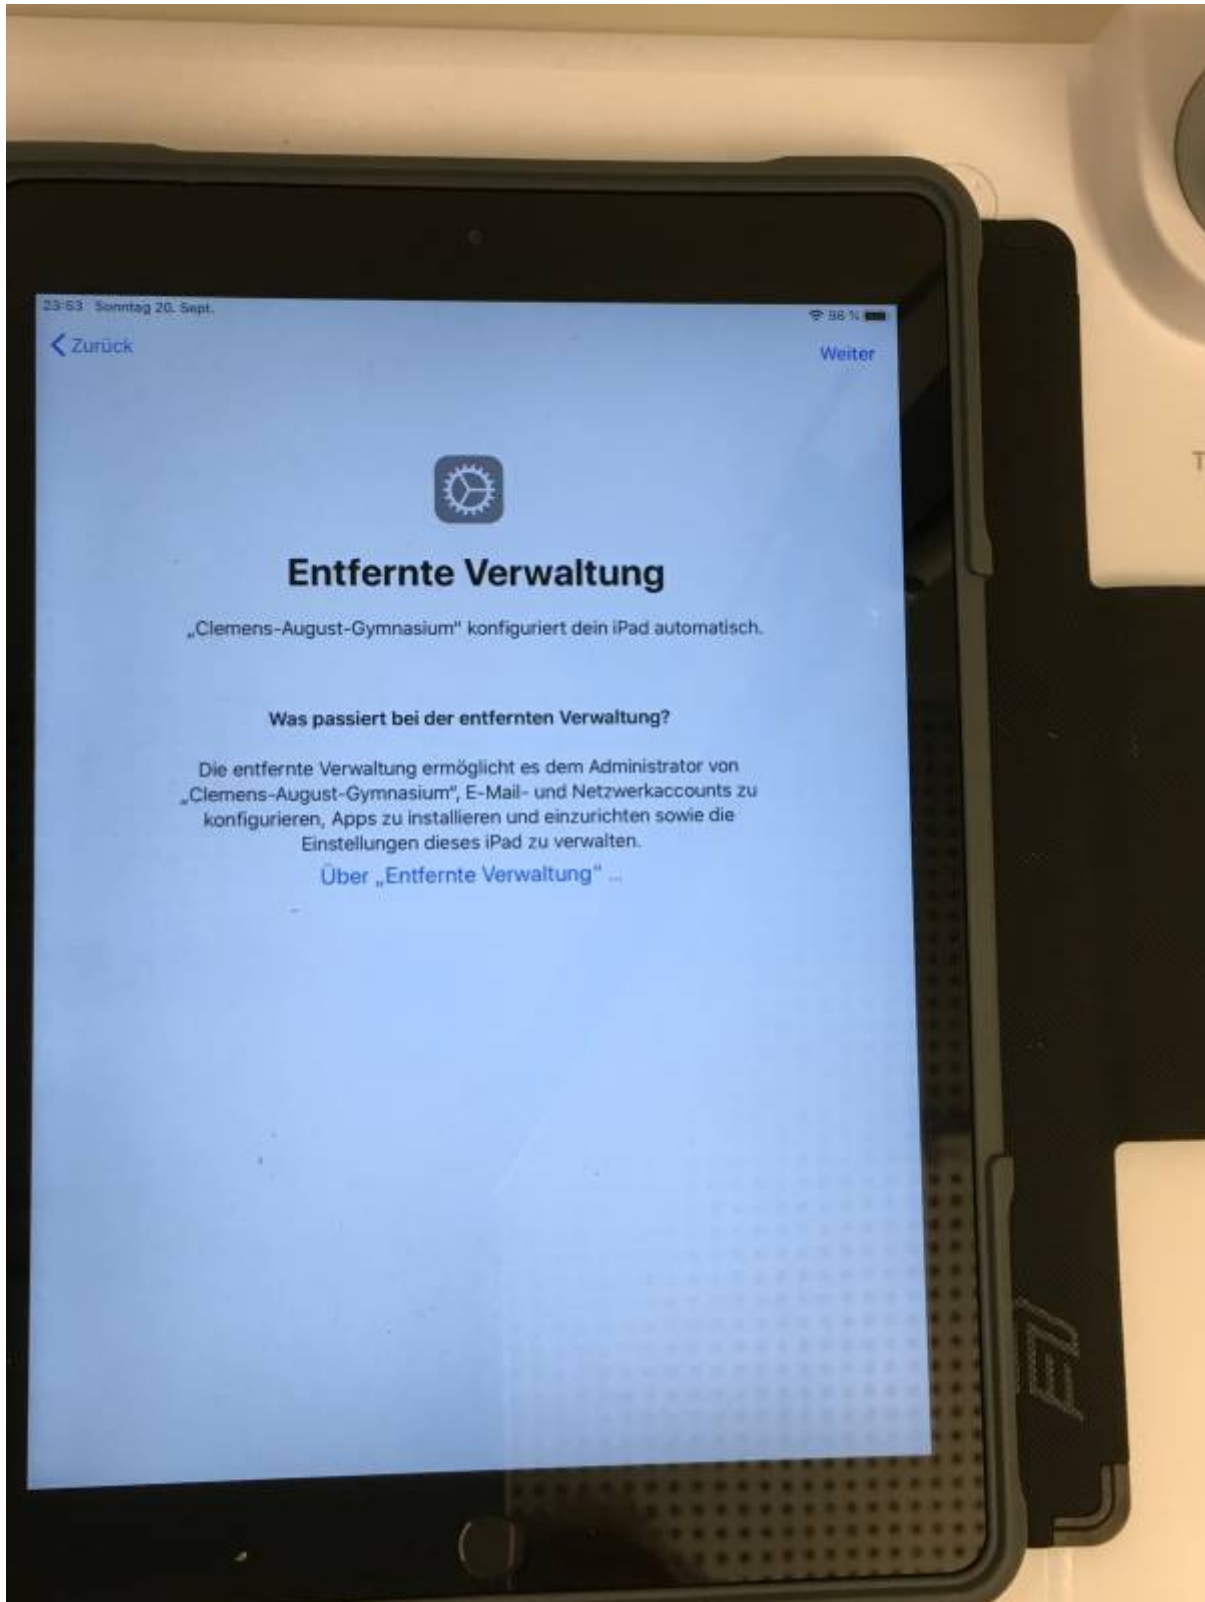 23:53 Sonntag 20. Sept.
98 %
Zurück
Weiter
Entfernte Verwaltung
„Clemens-August-Gymnasium“ konfiguriert dein iPad automatisch.
Was passiert bei der entfernten Verwaltung?
Die entfernte Verwaltung ermöglicht es dem Administrator von
„Clemens-August-Gymnasium“, E-Mail- und Netzwerkaccounts zu
konfigurieren, Apps zu installieren und einzurichten sowie die
Einstellungen dieses iPad zu verwalten.
Über „Entfernte Verwaltung“ ...